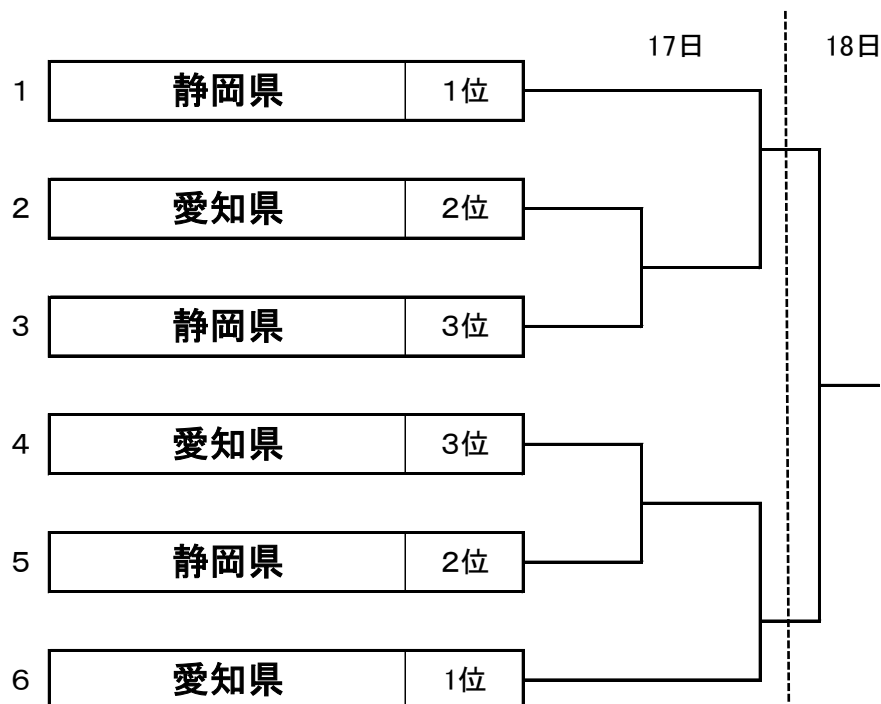 17日 18日
1 静岡県 1位
2 愛知県 2位
3 静岡県 3位
4 愛知県 3位
5 静岡県 2位
6 愛知県 1位